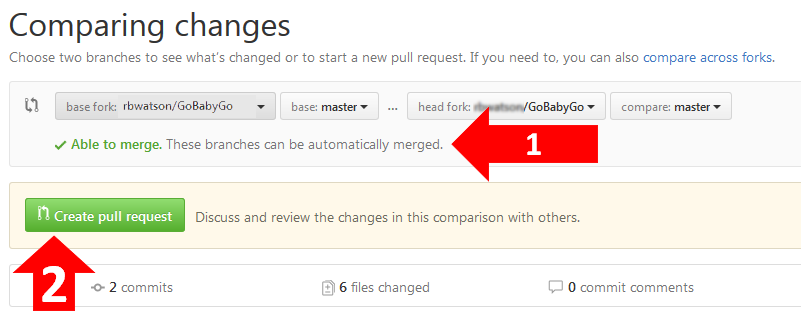 Comparing changes
Choose two branches to see what's changed or to start a new pull request. If you need to, you can also compare across forks.
base fork: rbwatson/GoBabyGo base: master ... head fork: /GoBabyGo compare: master
Able to merge. These branches can be automatically merged.
1
Create pull request Discuss and review the changes in this comparison with others.
2
2 commits 6 files changed 0 commit comments